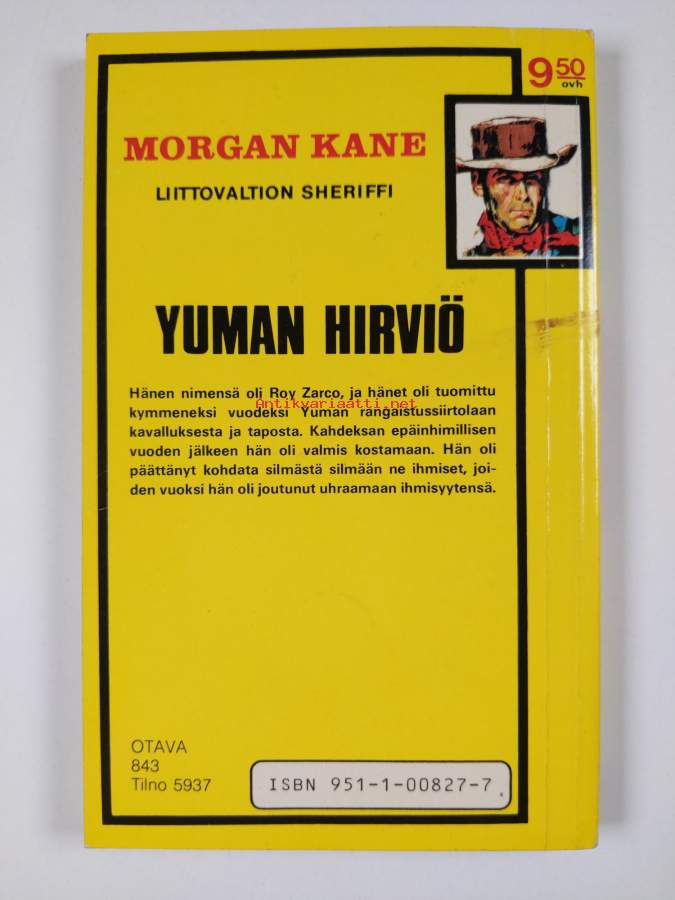 9 50
ovh
MORGAN KANE
LIITTOVALTION SHERIFFI
YUMAN HIRVIÖ
Hänen nimensä oli Roy Zarco, ja hänet oli tuomittu
Antikvariaatti.net
kymmeneksi vuodeksi Yuman rangaistussiirtolaan
kavalluksesta ja taposta. Kahdeksan epäinhimillisen
vuoden jälkeen hän oli valmis kostamaan. Hän oli
päättänyt kohdata silmästä silmään ne ihmiset, joi-
den vuoksi hän oli joutunut uhraamaan ihmisyytensä.
OTAVA
843
Tilno 5937
ISBN 951-1-00827-7